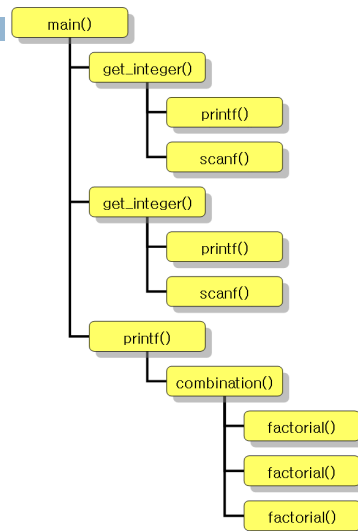 main()
get_integer()
printf()
scanf()
get_integer()
printf()
scanf()
printf()
combination()
factorial()
factorial()
factorial()